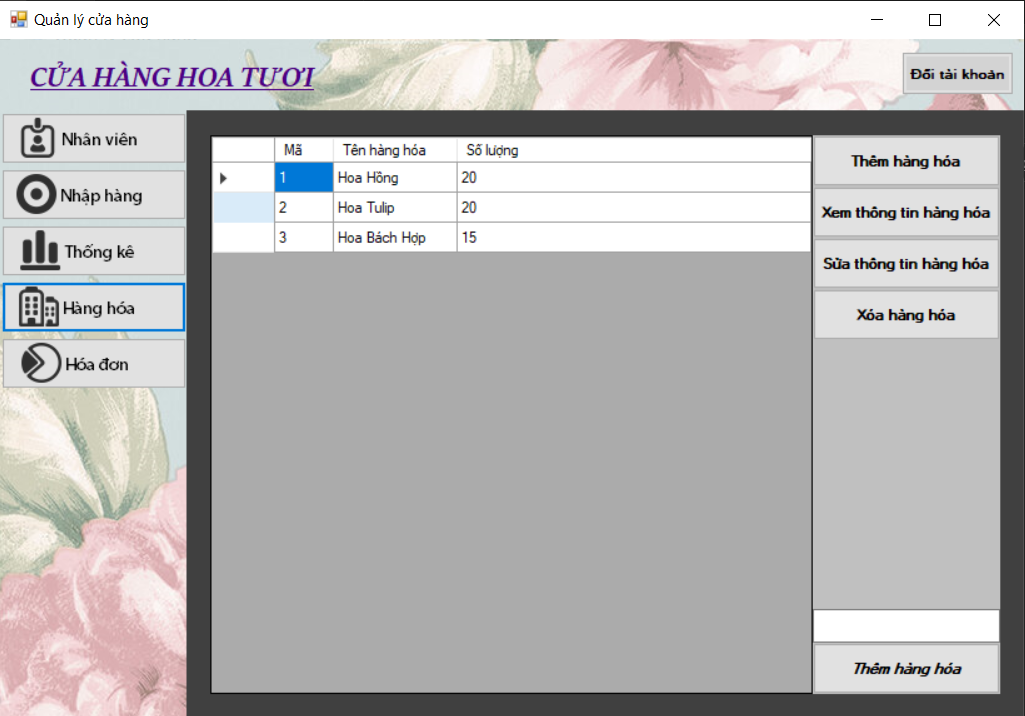 Quản lý cửa hàng
CỬA HÀNG HOA TƯƠI
Đổi tài khoản
Nhân viên
Nhập hàng
Thống kê
Hàng hóa
Hóa đơn
Mã Tên hàng hóa Số lượng
1 Hoa Hồng 20
2 Hoa Tulip 20
3 Hoa Bách Hợp 15
Thêm hàng hóa
Xem thông tin hàng hóa
Sửa thông tin hàng hóa
Xóa hàng hóa
Thêm hàng hóa